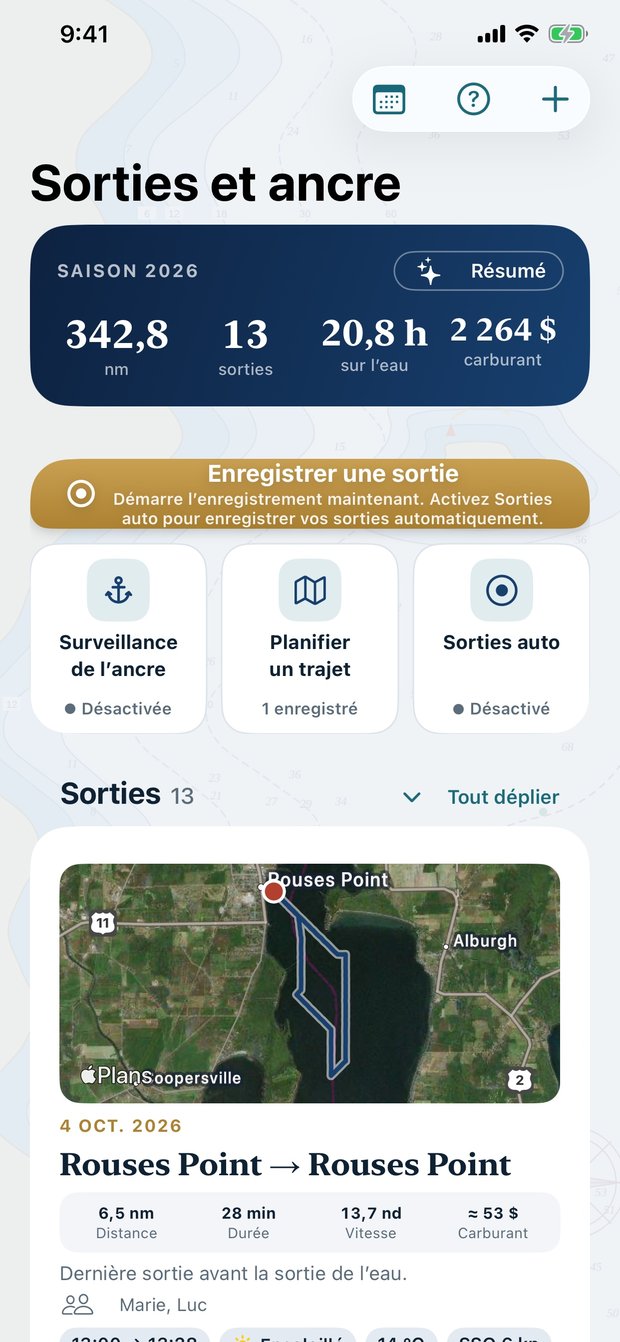 9:41
Sorties et ancre
SAISON 2026
Résumé
342,8
13
20,8 h
2 264 $
nm
sorties
sur l'eau
carburant
Enregistrer une sortie
Démarre l'enregistrement maintenant. Activez Sorties
auto pour enregistrer vos sorties automatiquement.
Surveillance
de l'ancre
Désactivée
Planifier
un trajet
1 enregistré
Sorties auto
Désactivé
Sorties 13
Tout déplier
Rouses Point
11
Alburgh
Plans
Coopersville
2
4 OCT. 2026
Rouses Point → Rouses Point
6,5 nm
28 min
13,7 nd
≈ 53 $
Distance
Durée
Vitesse
Carburant
Dernière sortie avant la sortie de l'eau.
Marie, Luc